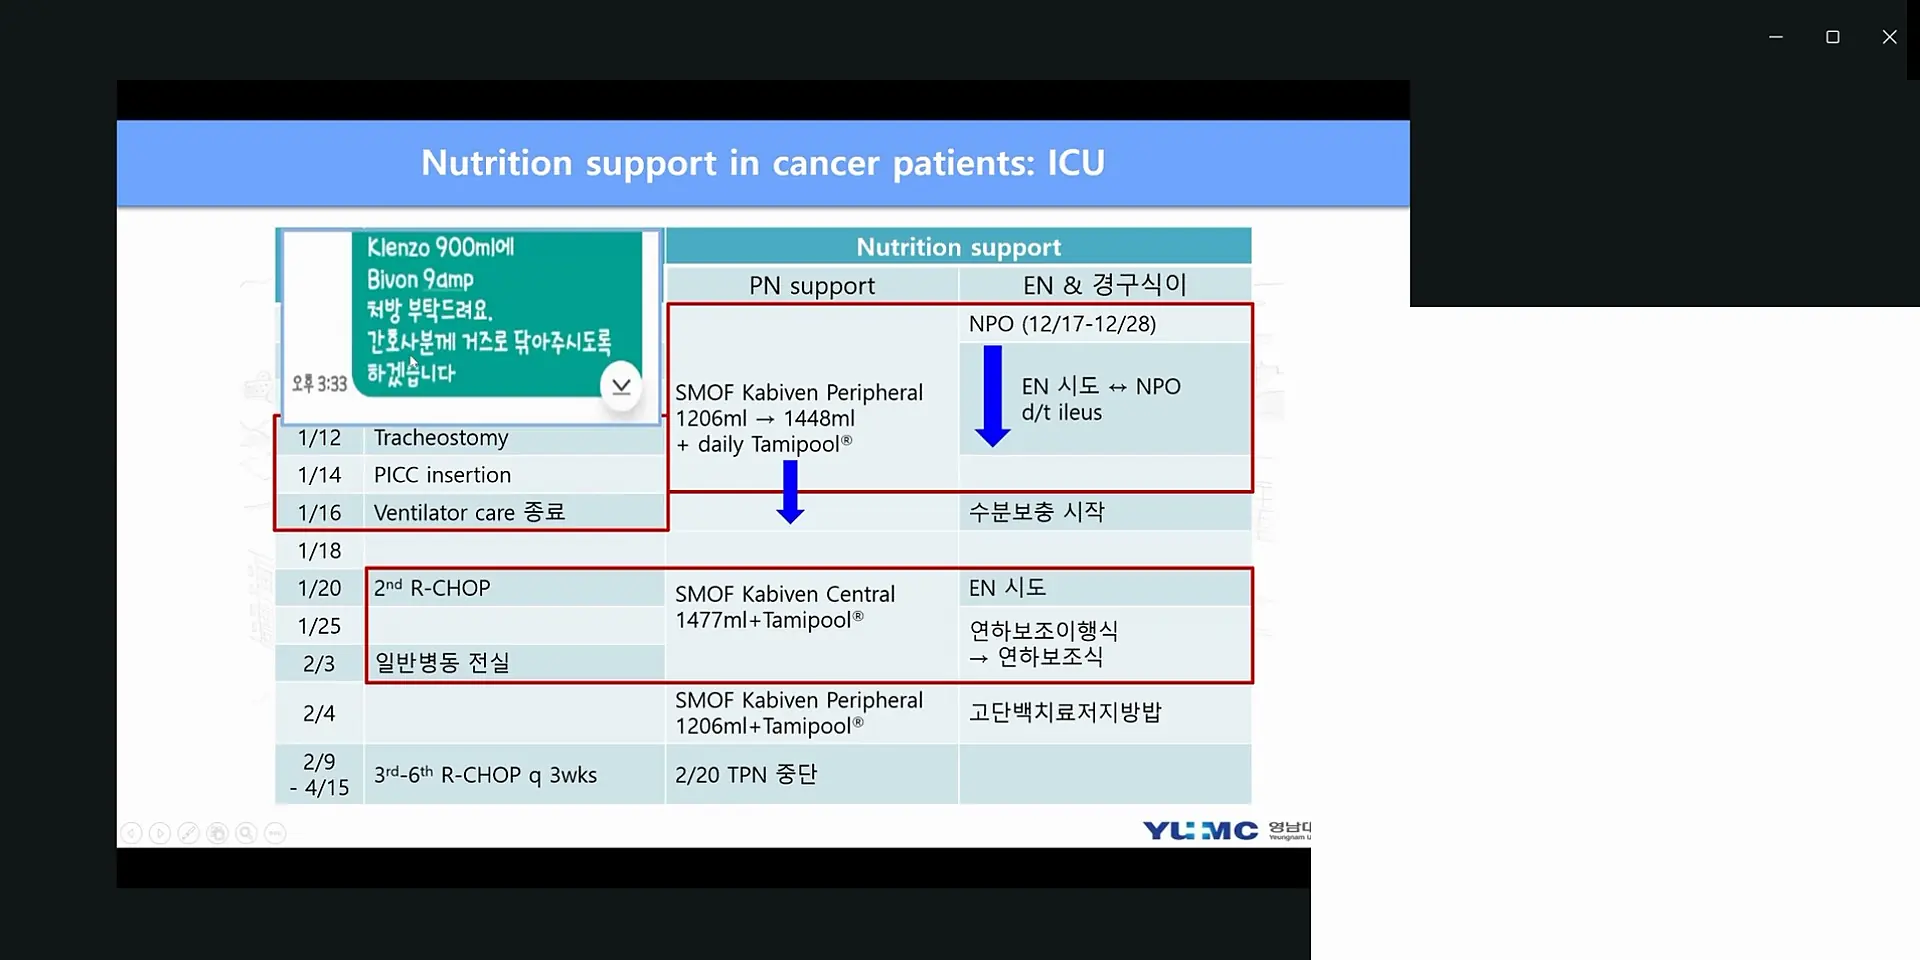 Nutrition support in cancer patients: ICU
Klenzo 900ml에
Bivon 9amp
처방 부탁드려요.
간호사분께 거즈로 닦아주시도록
하겠습니다
오후 3:33
Nutrition support
PN support
EN & 경구식이
NPO (12/17-12/28)
SMOF Kabiven Peripheral
1206ml → 1448ml
+ daily Tamipool®
EN 시도 ↔ NPO
d/t ileus
1/12 Tracheostomy
1/14 PICC insertion
1/16 Ventilator care 종료
수분보충 시작
1/18
1/20 2nd R-CHOP
SMOF Kabiven Central
1477ml+Tamipool®
EN 시도
1/25
연하보조이행식
→ 연하보조식
2/3 일반병동 전실
2/4
SMOF Kabiven Peripheral
1206ml+Tamipool®
고단백치료저지방밥
2/9
- 4/15
3rd-6th R-CHOP q 3wks
2/20 TPN 중단
YUMC 영남대
Yeungnam U